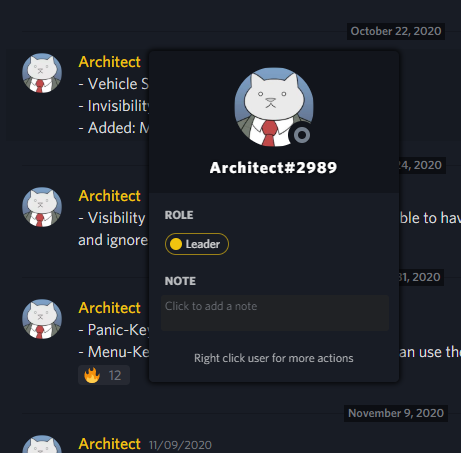 October 22, 2020
Architect
- Vehicle S
- Invisibility
- Added: M
Architect#2989
ROLE
Leader
NOTE
Click to add a note
Right click user for more actions
24, 2020
Architect
- Visibility
ble to hav
and ignore
31, 2020
Architect
- Panic-Key
- Menu-Ke
an use the
12
November 9, 2020
Architect 11/09/2020